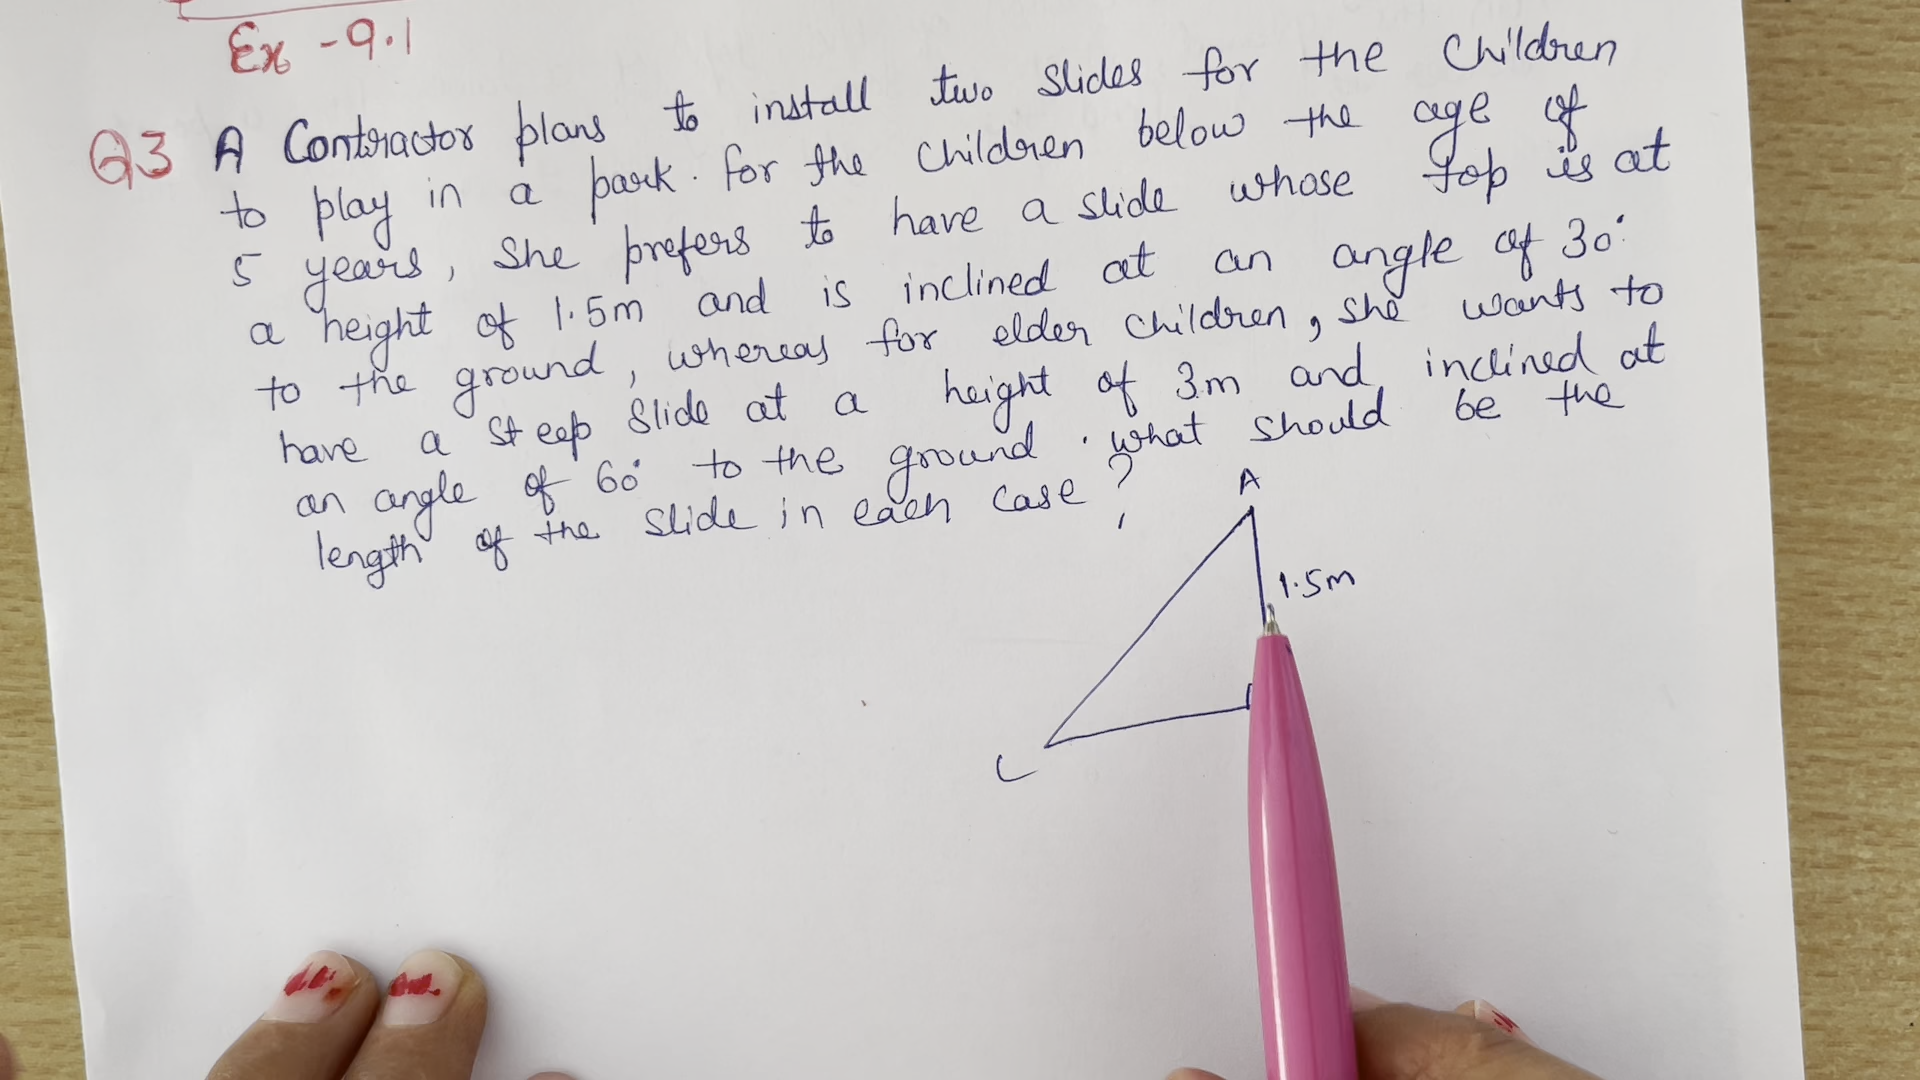 Ex - 9.1
Q3 A Contractor plans to install two slides for the children
to play in a park. for the children below the age of
5 years, She prefers to have a slide whose top is at
a height of 1.5m and is inclined at an angle of 30°
to the ground, whereas for elder children, she wants to
have a steep slide at a height of 3m and inclined at
an angle of 60° to the ground. what should be the
length of the slide in each case?
A
1.5m
C